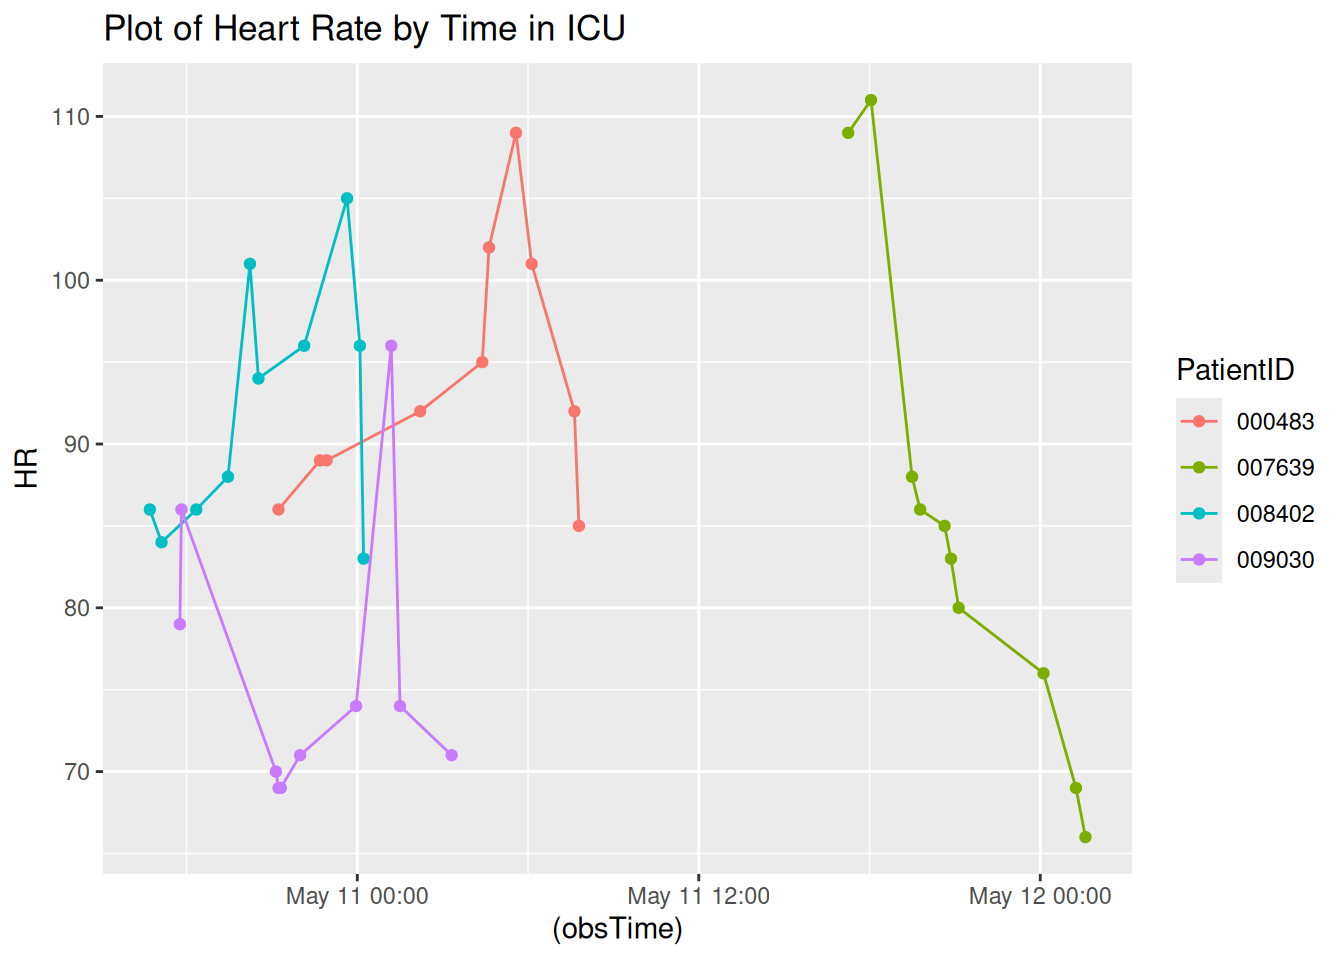 Plot of Heart Rate by Time in ICU
110
100
90
80
70
HR
May 11 00:00
May 11 12:00
May 12 00:00
(obsTime)
PatientID
000483
007639
008402
009030